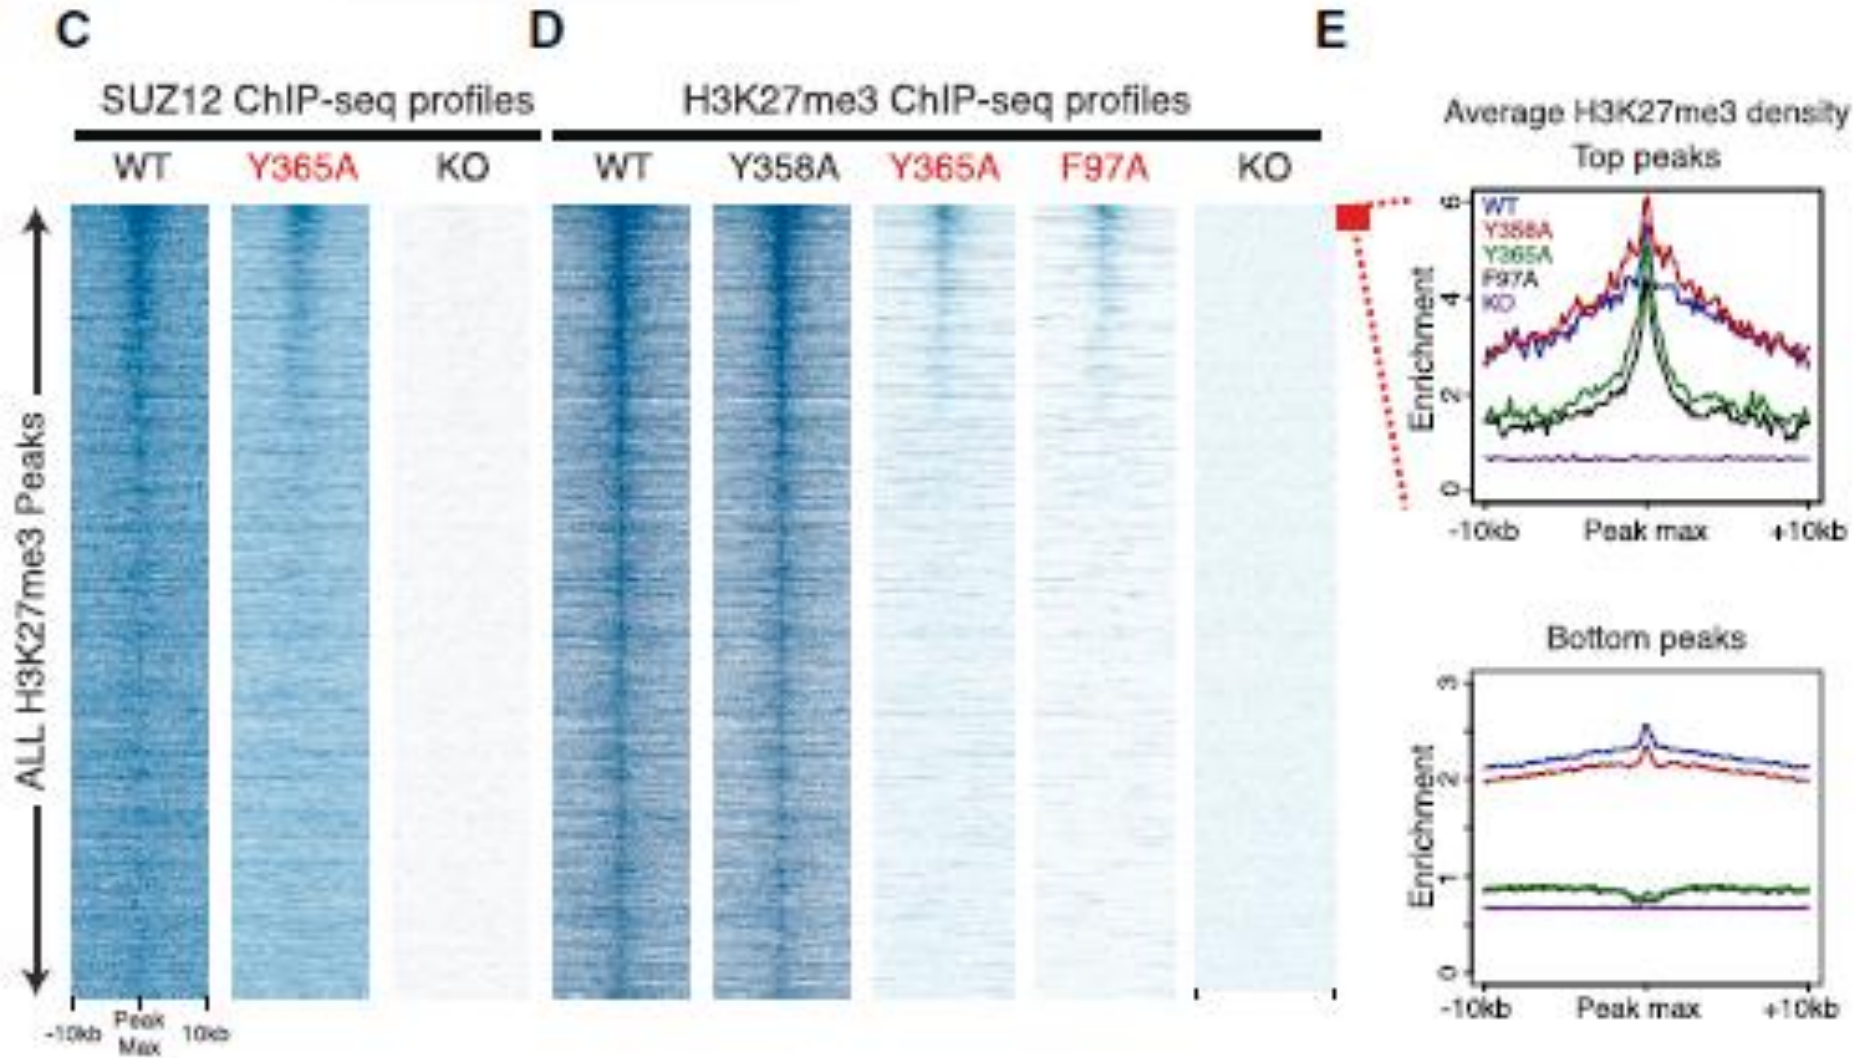 C
D
E
SUZ12 ChIP-seq profiles
H3K27me3 ChIP-seq profiles
WT Y365A KO
WT Y358A Y365A F97A KO
ALL H3K27me3 Peaks
-10kb Peak Max 10kb
Average H3K27me3 density
Top peaks
WT
Y358A
Y365A
F97A
KO
Enrichment
6
4
2
0
-10kb Peak max +10kb
Bottom peaks
Enrichment
3
2
1
0
-10kb Peak max +10kb